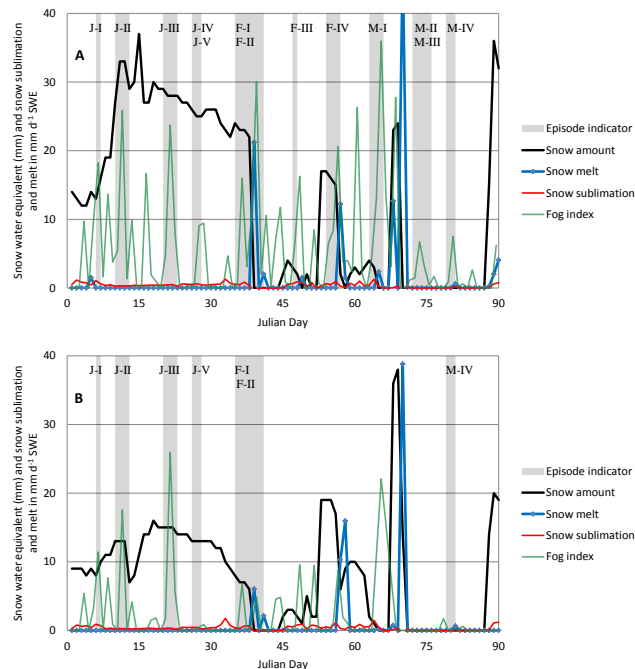 J-I J-II J-III J-IV F-I F-III F-IV M-I M-II M-IV
J-V F-II M-III
A
40
30
20
10
0
Snow water equivalent (mm) and snow sublimation
and melt in mm d⁻¹ SWE
0 15 30 45 60 75 90
Julian Day
Episode indicator
Snow amount
Snow melt
Snow sublimation
Fog index
J-I J-II J-III J-V F-I M-IV
F-II
B
40
30
20
10
0
Snow water equivalent (mm) and snow sublimation
and melt in mm d⁻¹ SWE
0 15 30 45 60 75 90
Julian Day
Episode indicator
Snow amount
Snow melt
Snow sublimation
Fog index